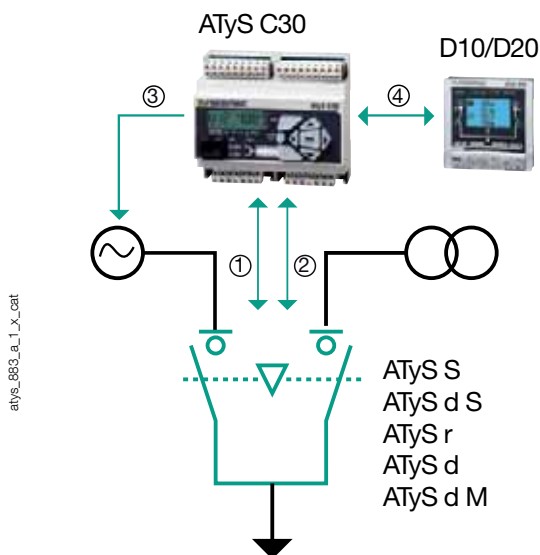 ATyS C30
D10/D20
③
④
①
②
ATyS S
ATyS d S
ATyS r
ATyS d
ATyS d M
atys_883_a_1_x_cat